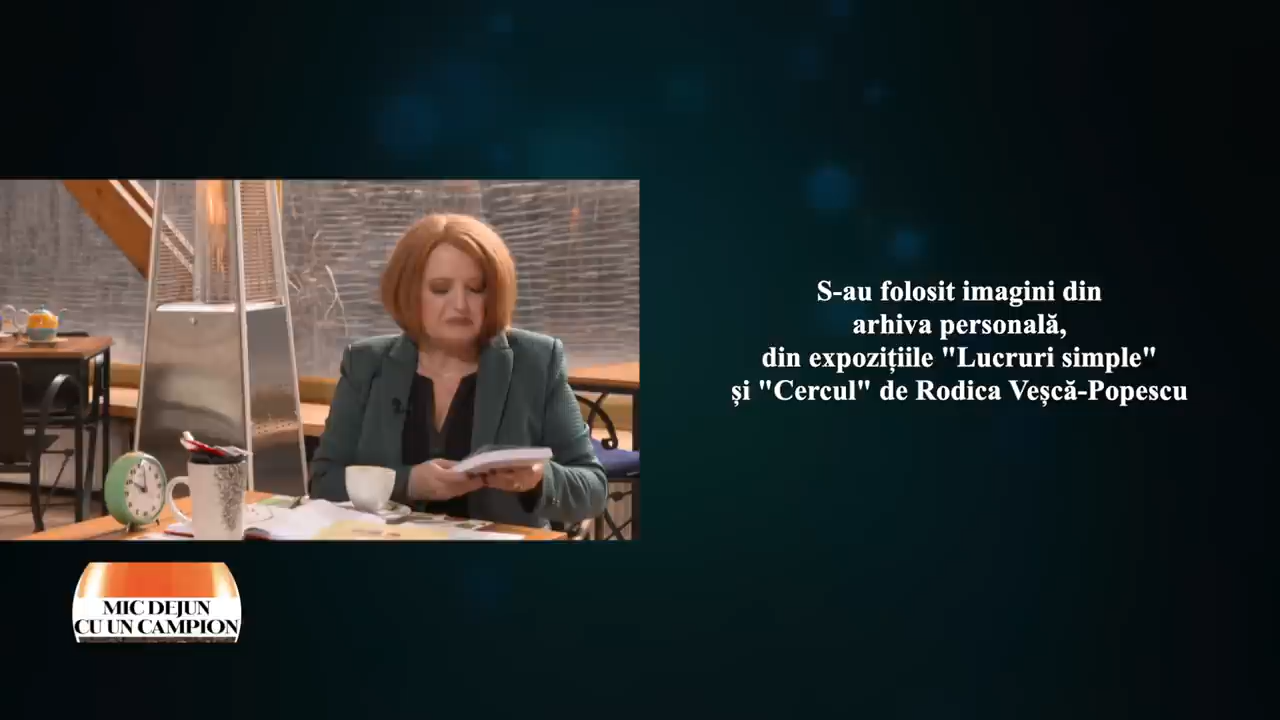 S-au folosit imagini din
arhiva personală,
din expozițiile "Lucruri simple"
și "Cercul" de Rodica Veșcă-Popescu
MIC DEJUN
CU UN CAMPION